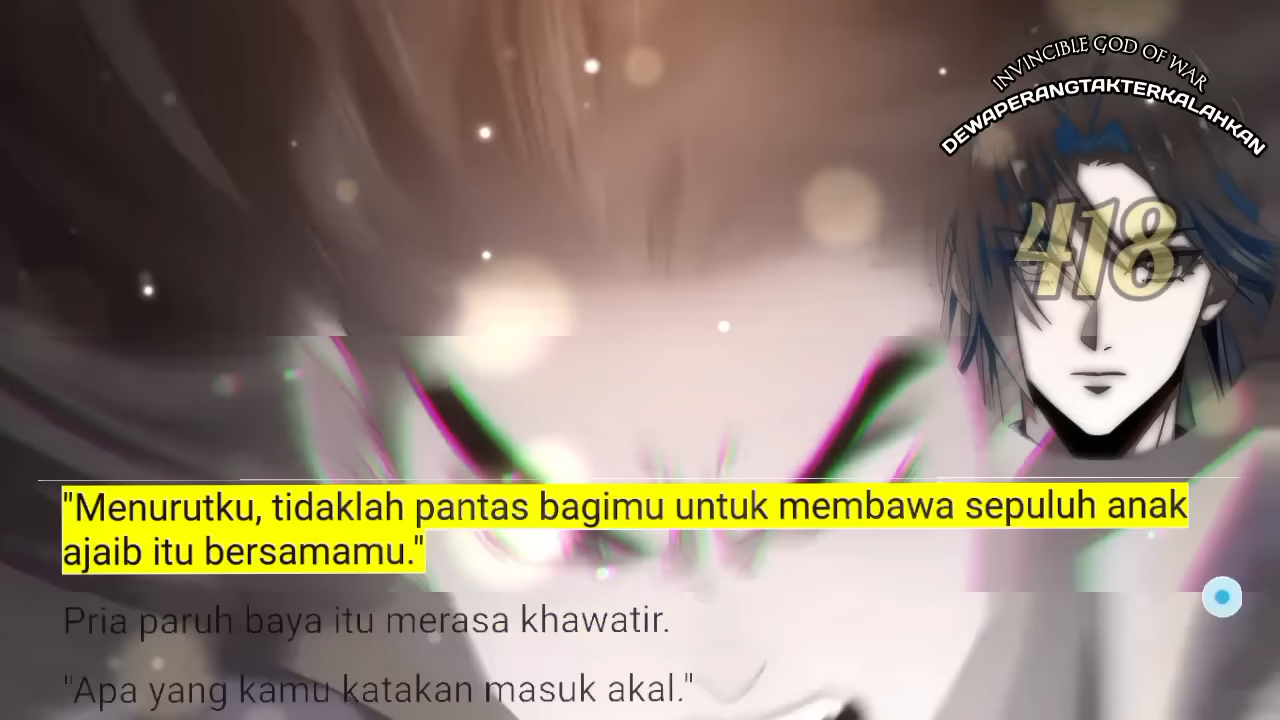 INVINCIBLE GOD OF WAR
DEWAPERANGTAKTERKALAHKAN
418
"Menurutku, tidaklah pantas bagimu untuk membawa sepuluh anak
ajaib itu bersamamu."
Pria paruh baya itu merasa khawatir.
"Apa yang kamu katakan masuk akal."